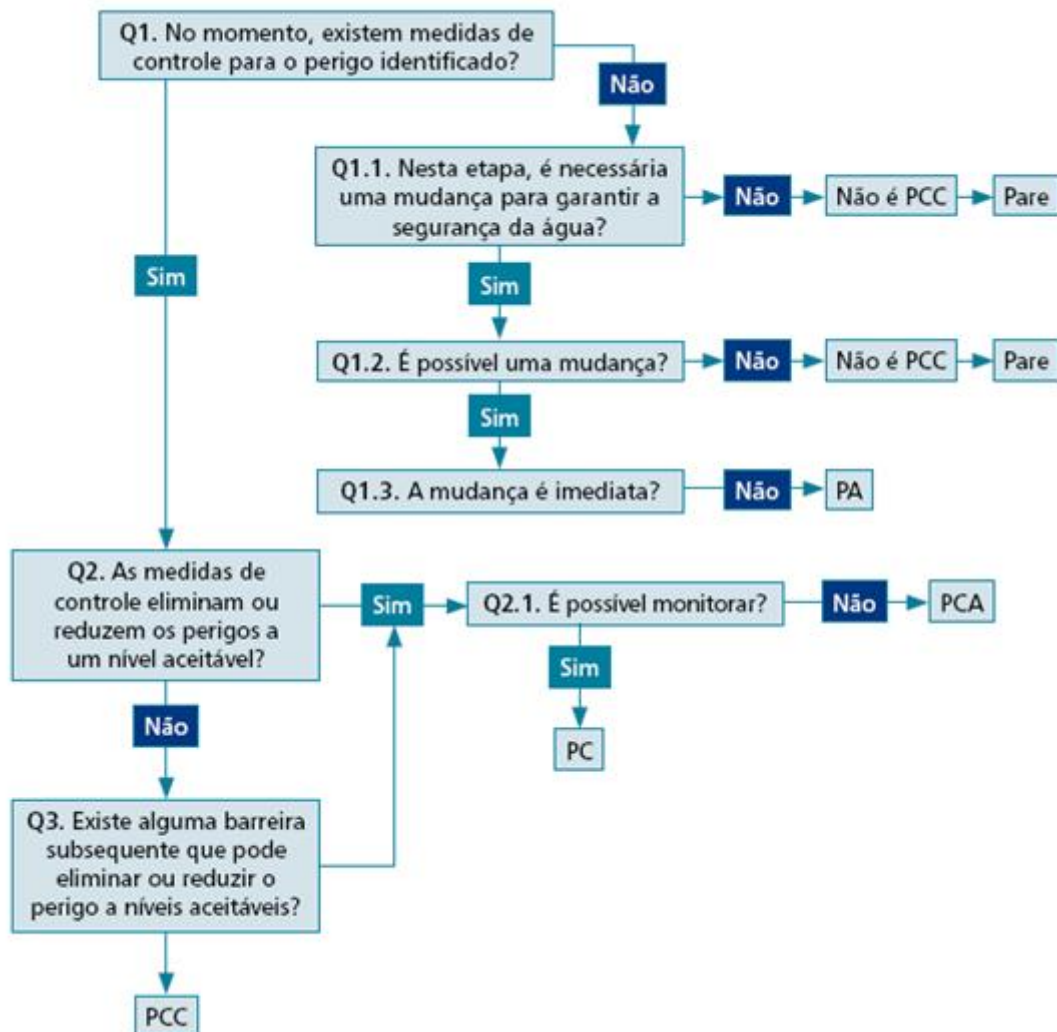 Q1. No momento, existem medidas de
controle para o perigo identificado?
Não
Q1.1. Nesta etapa, é necessária
uma mudança para garantir a
segurança da água?
Não
Não é PCC
Pare
Sim
Sim
Q1.2. É possível uma mudança?
Não
Não é PCC
Pare
Sim
Q1.3. A mudança é imediata?
Não
PA
Q2. As medidas de
controle eliminam ou
reduzem os perigos a
um nível aceitável?
Sim
Q2.1. É possível monitorar?
Não
PCA
Sim
PC
Não
Q3. Existe alguma barreira
subsequente que pode
eliminar ou reduzir o
perigo a níveis aceitáveis?
PCC